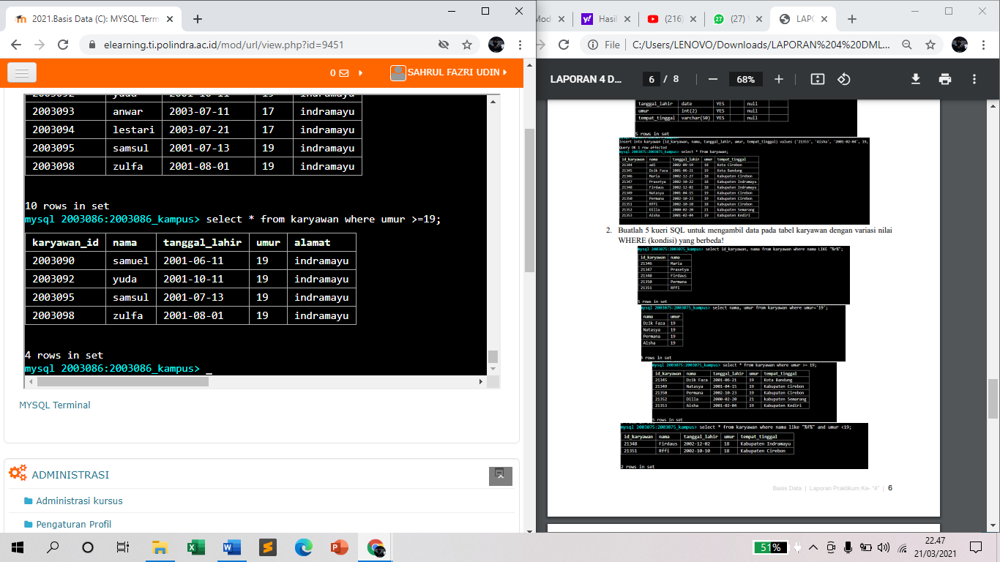 2021.Basis Data (C): MYSQL Term
elearning.ti.polindra.ac.id/mod/url/view.php?id=9451
0
SAHRUL FAZRI UDIN
2003092 yuda 2001-10-11 19 indramayu
2003093 anwar 2003-07-11 17 indramayu
2003094 lestari 2003-07-21 17 indramayu
2003095 samsul 2001-07-13 19 indramayu
2003098 zulfa 2001-08-01 19 indramayu
10 rows in set
mysql 2003086:2003086_kampus> select * from karyawan where umur >=19;
karyawan_id nama tanggal_lahir umur alamat
2003090 samuel 2001-06-11 19 indramayu
2003092 yuda 2001-10-11 19 indramayu
2003095 samsul 2001-07-13 19 indramayu
2003098 zulfa 2001-08-01 19 indramayu
4 rows in set
mysql 2003086:2003086_kampus> _
MYSQL Terminal
ADMINISTRASI
Administrasi kursus
Pengaturan Profil
Mod
Hasil
(216)
27 (27)
LAPO
File | C:/Users/LENOVO/Downloads/LAPORAN%204%20DML...
LAPORAN 4 D... 6 / 8 68%
tanggal_lahir date YES null
umur int(2) YES null
tempat_tinggal varchar(50) YES null
5 rows in set
insert into karyawan (id_karyawan, nama, tanggal_lahir, umur, tempat_tinggal) values ('21353', 'Aisha', '2001-02-04', 19,
Query OK 1 row affected
mysql 2003075:2003075_kampus> select * from karyawan;
id_karyawan nama tanggal_lahir umur tempat_tinggal
21344 adi 2002-09-19 18 Kota Cirebon
21345 Dzik Faza 2001-06-21 19 Kota Bandung
21346 Maria 2002-12-27 18 Kabupaten Cirebon
21347 Prasetya 2002-10-22 18 Kabupaten Indramayu
21348 Firdaus 2002-12-02 18 Kabupaten Indramayu
21349 Natasya 2001-04-15 19 Kabupaten Cirebon
21350 Permana 2002-10-23 19 Kabupaten Cirebon
21351 Rffi 2002-10-10 18 Kabupaten Cirebon
21352 Dilla 2000-02-20 21 kabupaten Semarang
21353 Aisha 2001-02-04 19 Kabupaten Kediri
2. Buatlah 5 kueri SQL untuk mengambil data pada tabel karyawan dengan variasi nilai
WHERE (kondisi) yang berbeda!
mysql 2003075:2003075_kampus> select id_karyawan, nama from karyawan where nama LIKE "%r%";
id_karyawan nama
21346 Maria
21347 Prasetya
21348 Firdaus
21350 Permana
21351 Rffi
5 rows in set
mysql 2003075:2003075_kampus> select nama, umur from karyawan where umur='19';
nama umur
Dzik Faza 19
Natasya 19
Permana 19
Aisha 19
4 rows in set
mysql 2003075:2003075_kampus> select * from karyawan where umur >= 19;
id_karyawan nama tanggal_lahir umur tempat_tinggal
21345 Dzik Faza 2001-06-21 19 Kota Bandung
21349 Natasya 2001-04-15 19 Kabupaten Cirebon
21350 Permana 2002-10-23 19 Kabupaten Cirebon
21352 Dilla 2000-02-20 21 kabupaten Semarang
21353 Aisha 2001-02-04 19 Kabupaten Kediri
5 rows in set
mysql 2003075:2003075_kampus> select * from karyawan where nama like "%f%" and umur <19;
id_karyawan nama tanggal_lahir umur tempat_tinggal
21348 Firdaus 2002-12-02 18 Kabupaten Indramayu
21351 Rffi 2002-10-10 18 Kabupaten Cirebon
2 rows in set
Basis Data | Laporan Praktikum Ke- "4" | 6
51%
22.47
21/03/2021